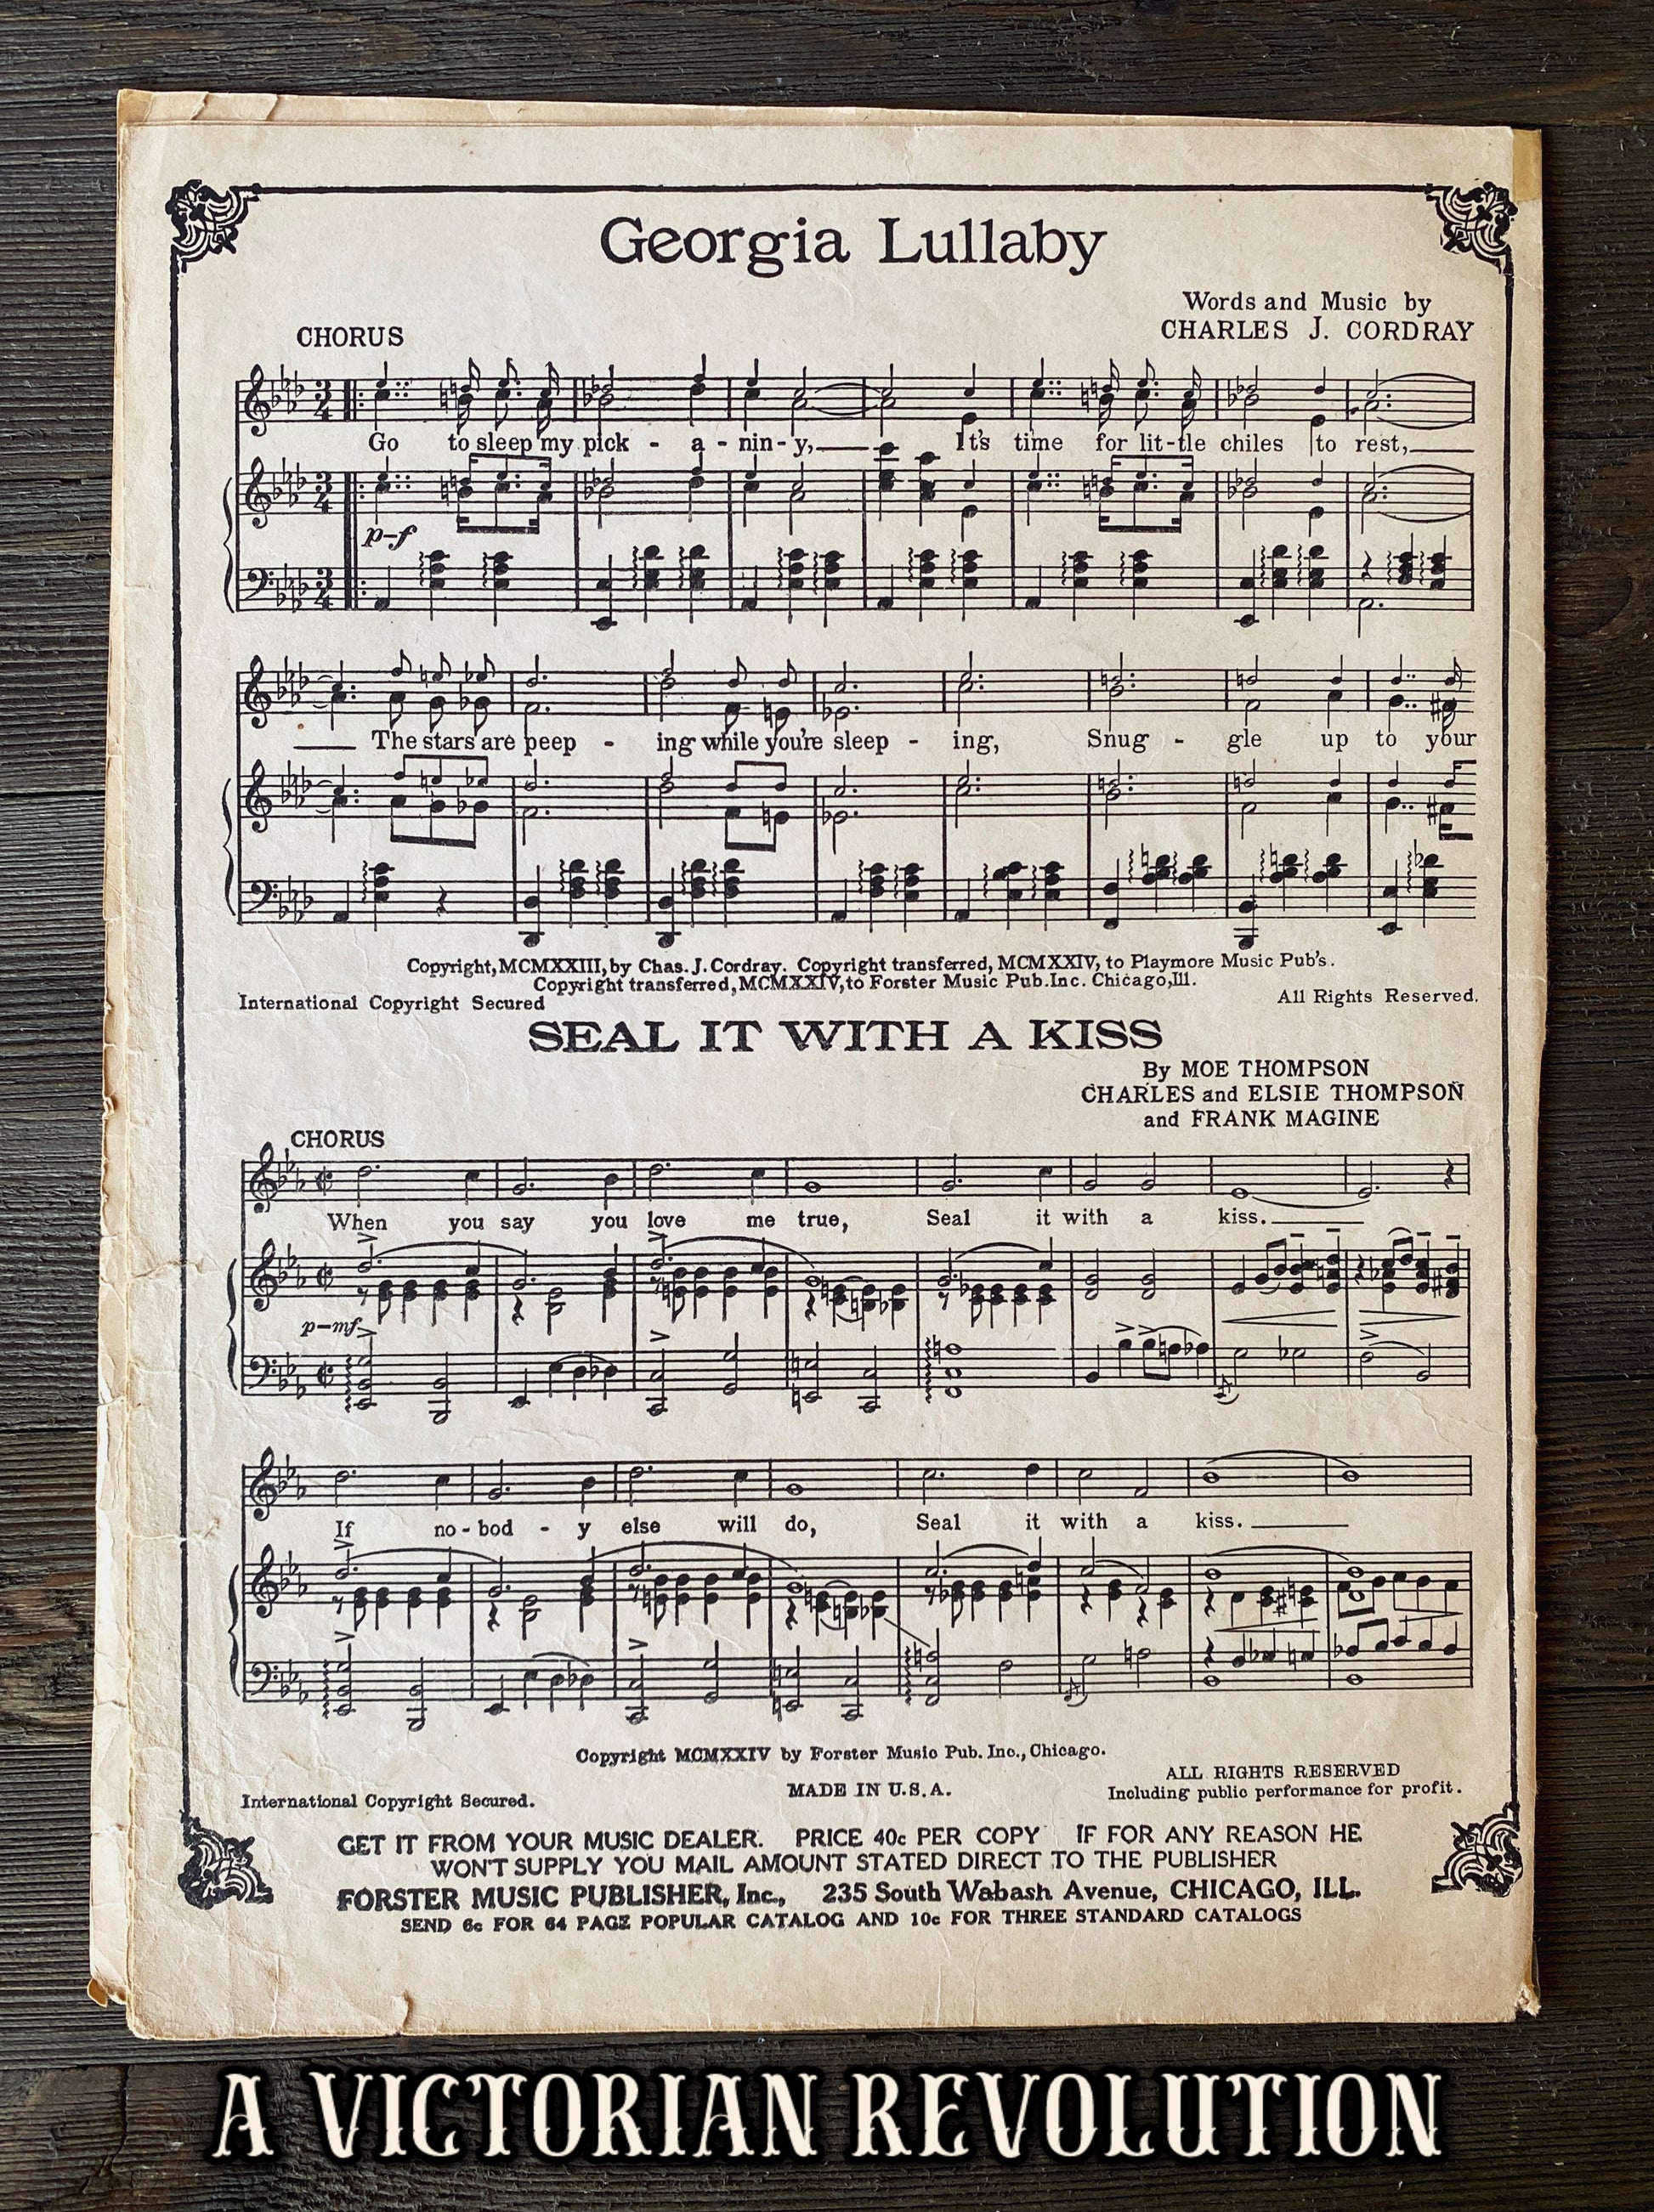 Georgia Lullaby
Words and Music by
CHARLES J. CORDRAY
CHORUS
Go to sleep my pick - a - nin - y, It's time for lit-tle chiles to rest,
p-f
The stars are peep - ing while you're sleep - ing, Snug - gle up to your
Copyright, MCMXXIII, by Chas. J. Cordray. Copyright transferred, MCMXXIV, to Playmore Music Pub's.
Copyright transferred, MCMXXIV, to Forster Music Pub. Inc. Chicago, Ill.
International Copyright Secured All Rights Reserved.
SEAL IT WITH A KISS
By MOE THOMPSON
CHARLES and ELSIE THOMPSON
and FRANK MAGINE
CHORUS
When you say you love me true, Seal it with a kiss.
p-mf
If no - bod - y else will do, Seal it with a kiss.
Copyright MCMXXIV by Forster Music Pub. Inc., Chicago.
International Copyright Secured. MADE IN U.S.A. ALL RIGHTS RESERVED
Including public performance for profit.
GET IT FROM YOUR MUSIC DEALER. PRICE 40c PER COPY IF FOR ANY REASON HE
WON'T SUPPLY YOU MAIL AMOUNT STATED DIRECT TO THE PUBLISHER
FORSTER MUSIC PUBLISHER, Inc., 235 South Wabash Avenue, CHICAGO, ILL.
SEND 6c FOR 64 PAGE POPULAR CATALOG AND 10c FOR THREE STANDARD CATALOGS
A VICTORIAN REVOLUTION